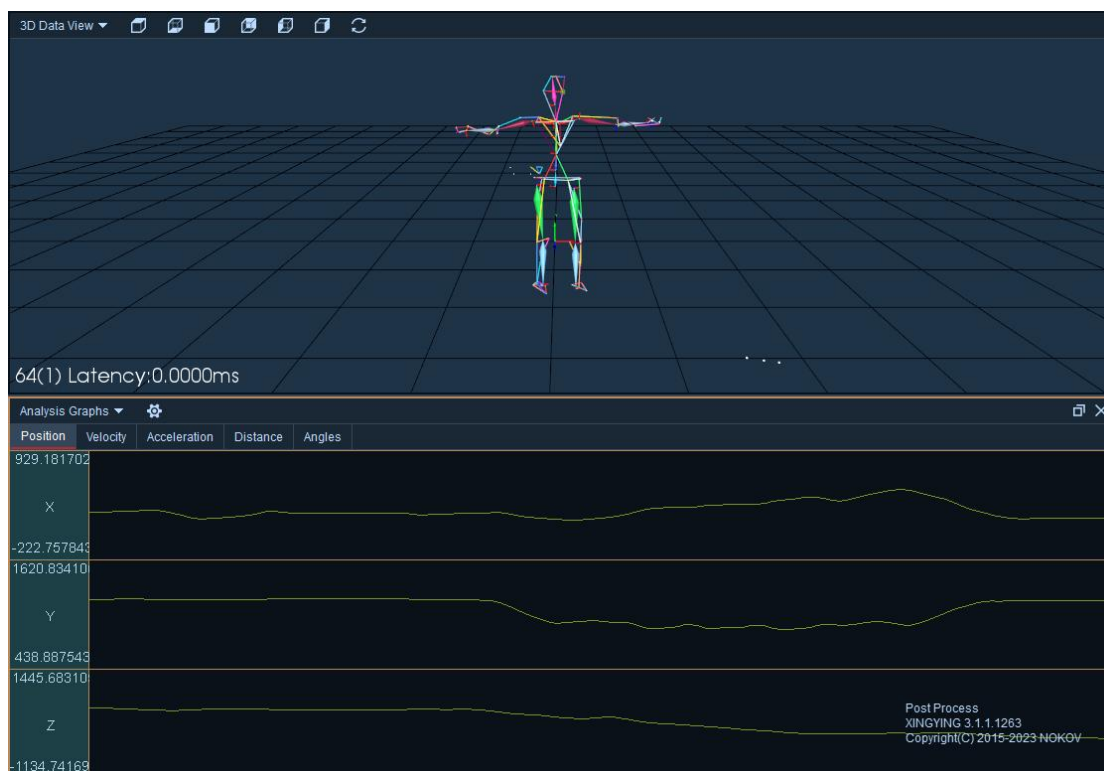 3D Data View
64(1) Latency:0.0000ms
Analysis Graphs
Position Velocity Acceleration Distance Angles
929.181702
X
-222.757843
1620.83410
Y
438.887543
1445.68310
Z
-1134.74169
Post Process
XINGYING 3.1.1.1263
Copyright(C) 2015-2023 NOKOV